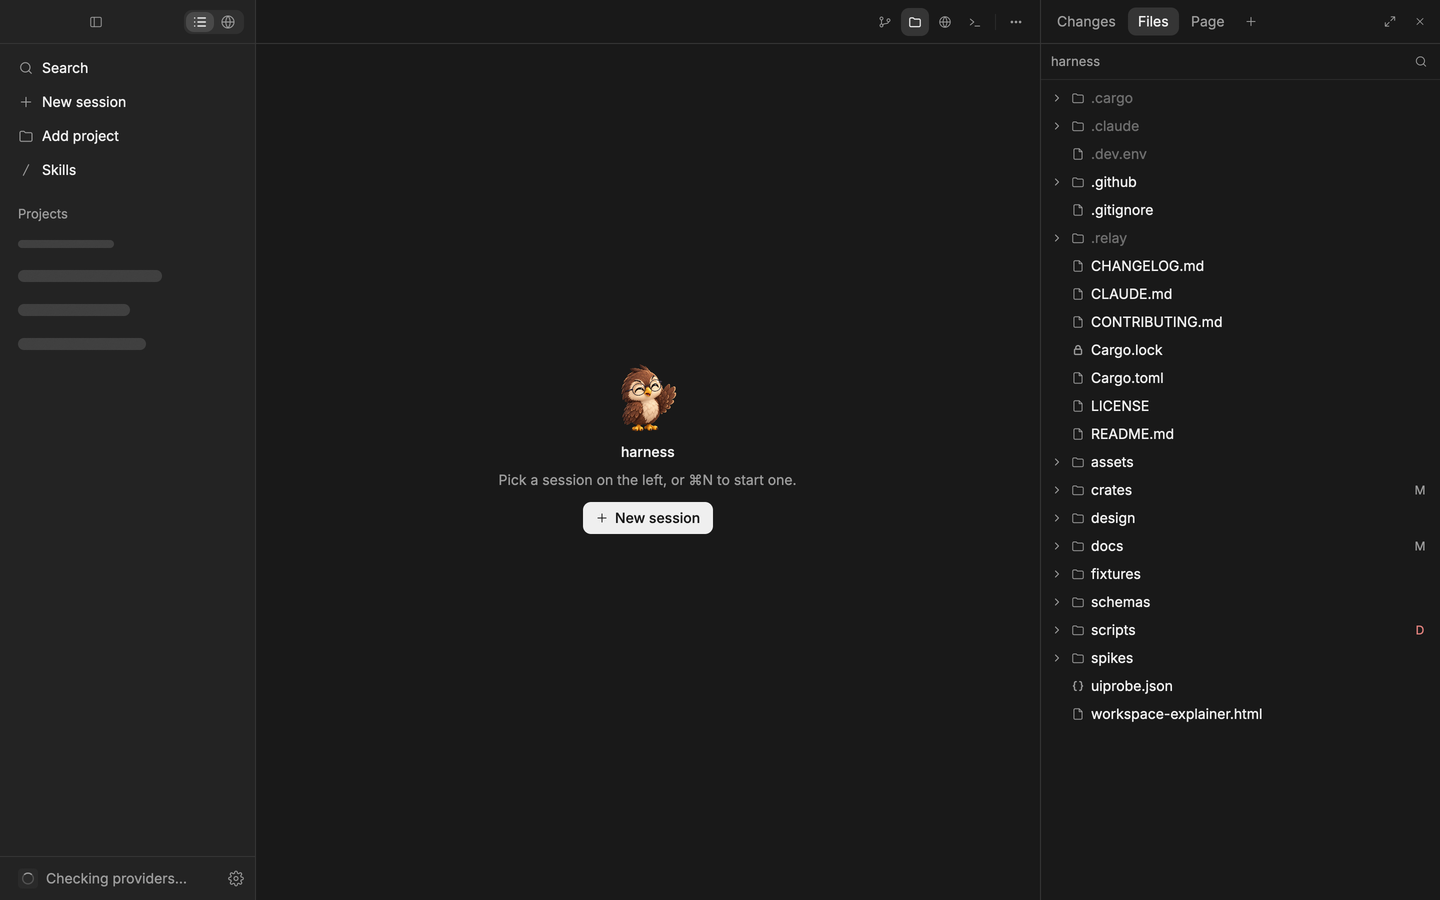 Search
New session
Add project
/ Skills
Projects
Checking providers...
harness
Pick a session on the left, or ⌘N to start one.
+ New session
Changes
Files
Page
harness
.cargo
.claude
.dev.env
.github
.gitignore
.relay
CHANGELOG.md
CLAUDE.md
CONTRIBUTING.md
Cargo.lock
Cargo.toml
LICENSE
README.md
assets
crates M
design
docs M
fixtures
schemas
scripts D
spikes
{} uiprobe.json
workspace-explainer.html